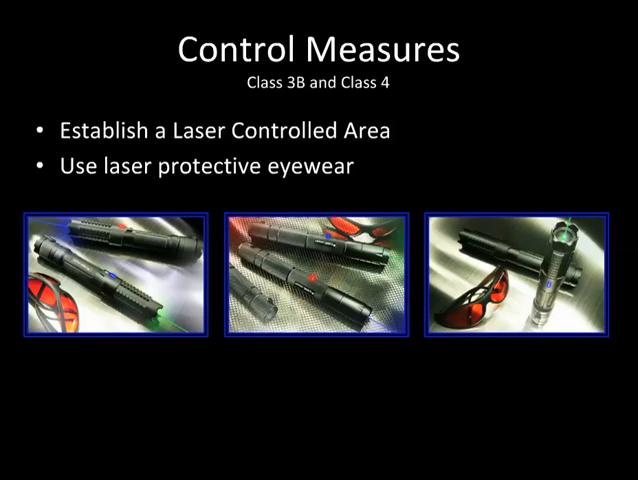 Control Measures
Class 3B and Class 4
• Establish a Laser Controlled Area
• Use laser protective eyewear